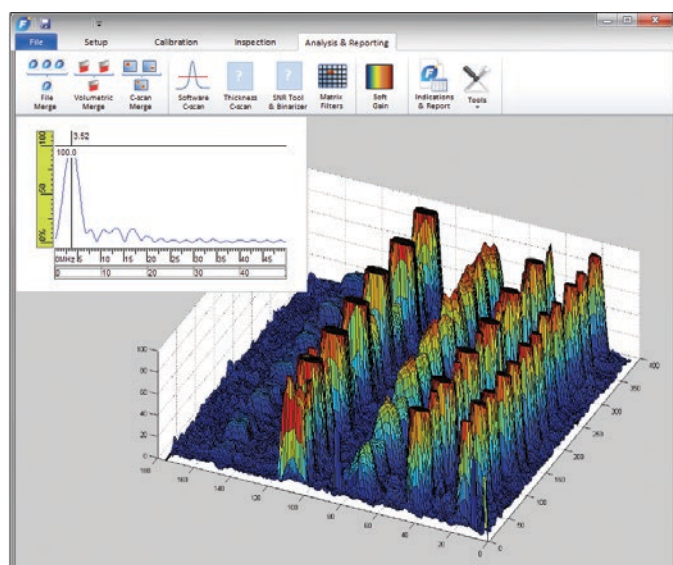 File Setup Calibration Inspection Analysis & Reporting
File Merge Volumetric Merge C-scan Merge Software C-scan Thickness C-scan SNR Tool & Binarizer Matrix Filters Soft Gain Indications & Report Tools
3.52
100.0
100
50
0%
0MHz 5 10 15 20 25 30 35 40 45
0 10 20 30 40
100
80
60
40
20
0
180 160 140 120 100 80 60 40 20 0
0 50 100 150 200 250 300 350 400